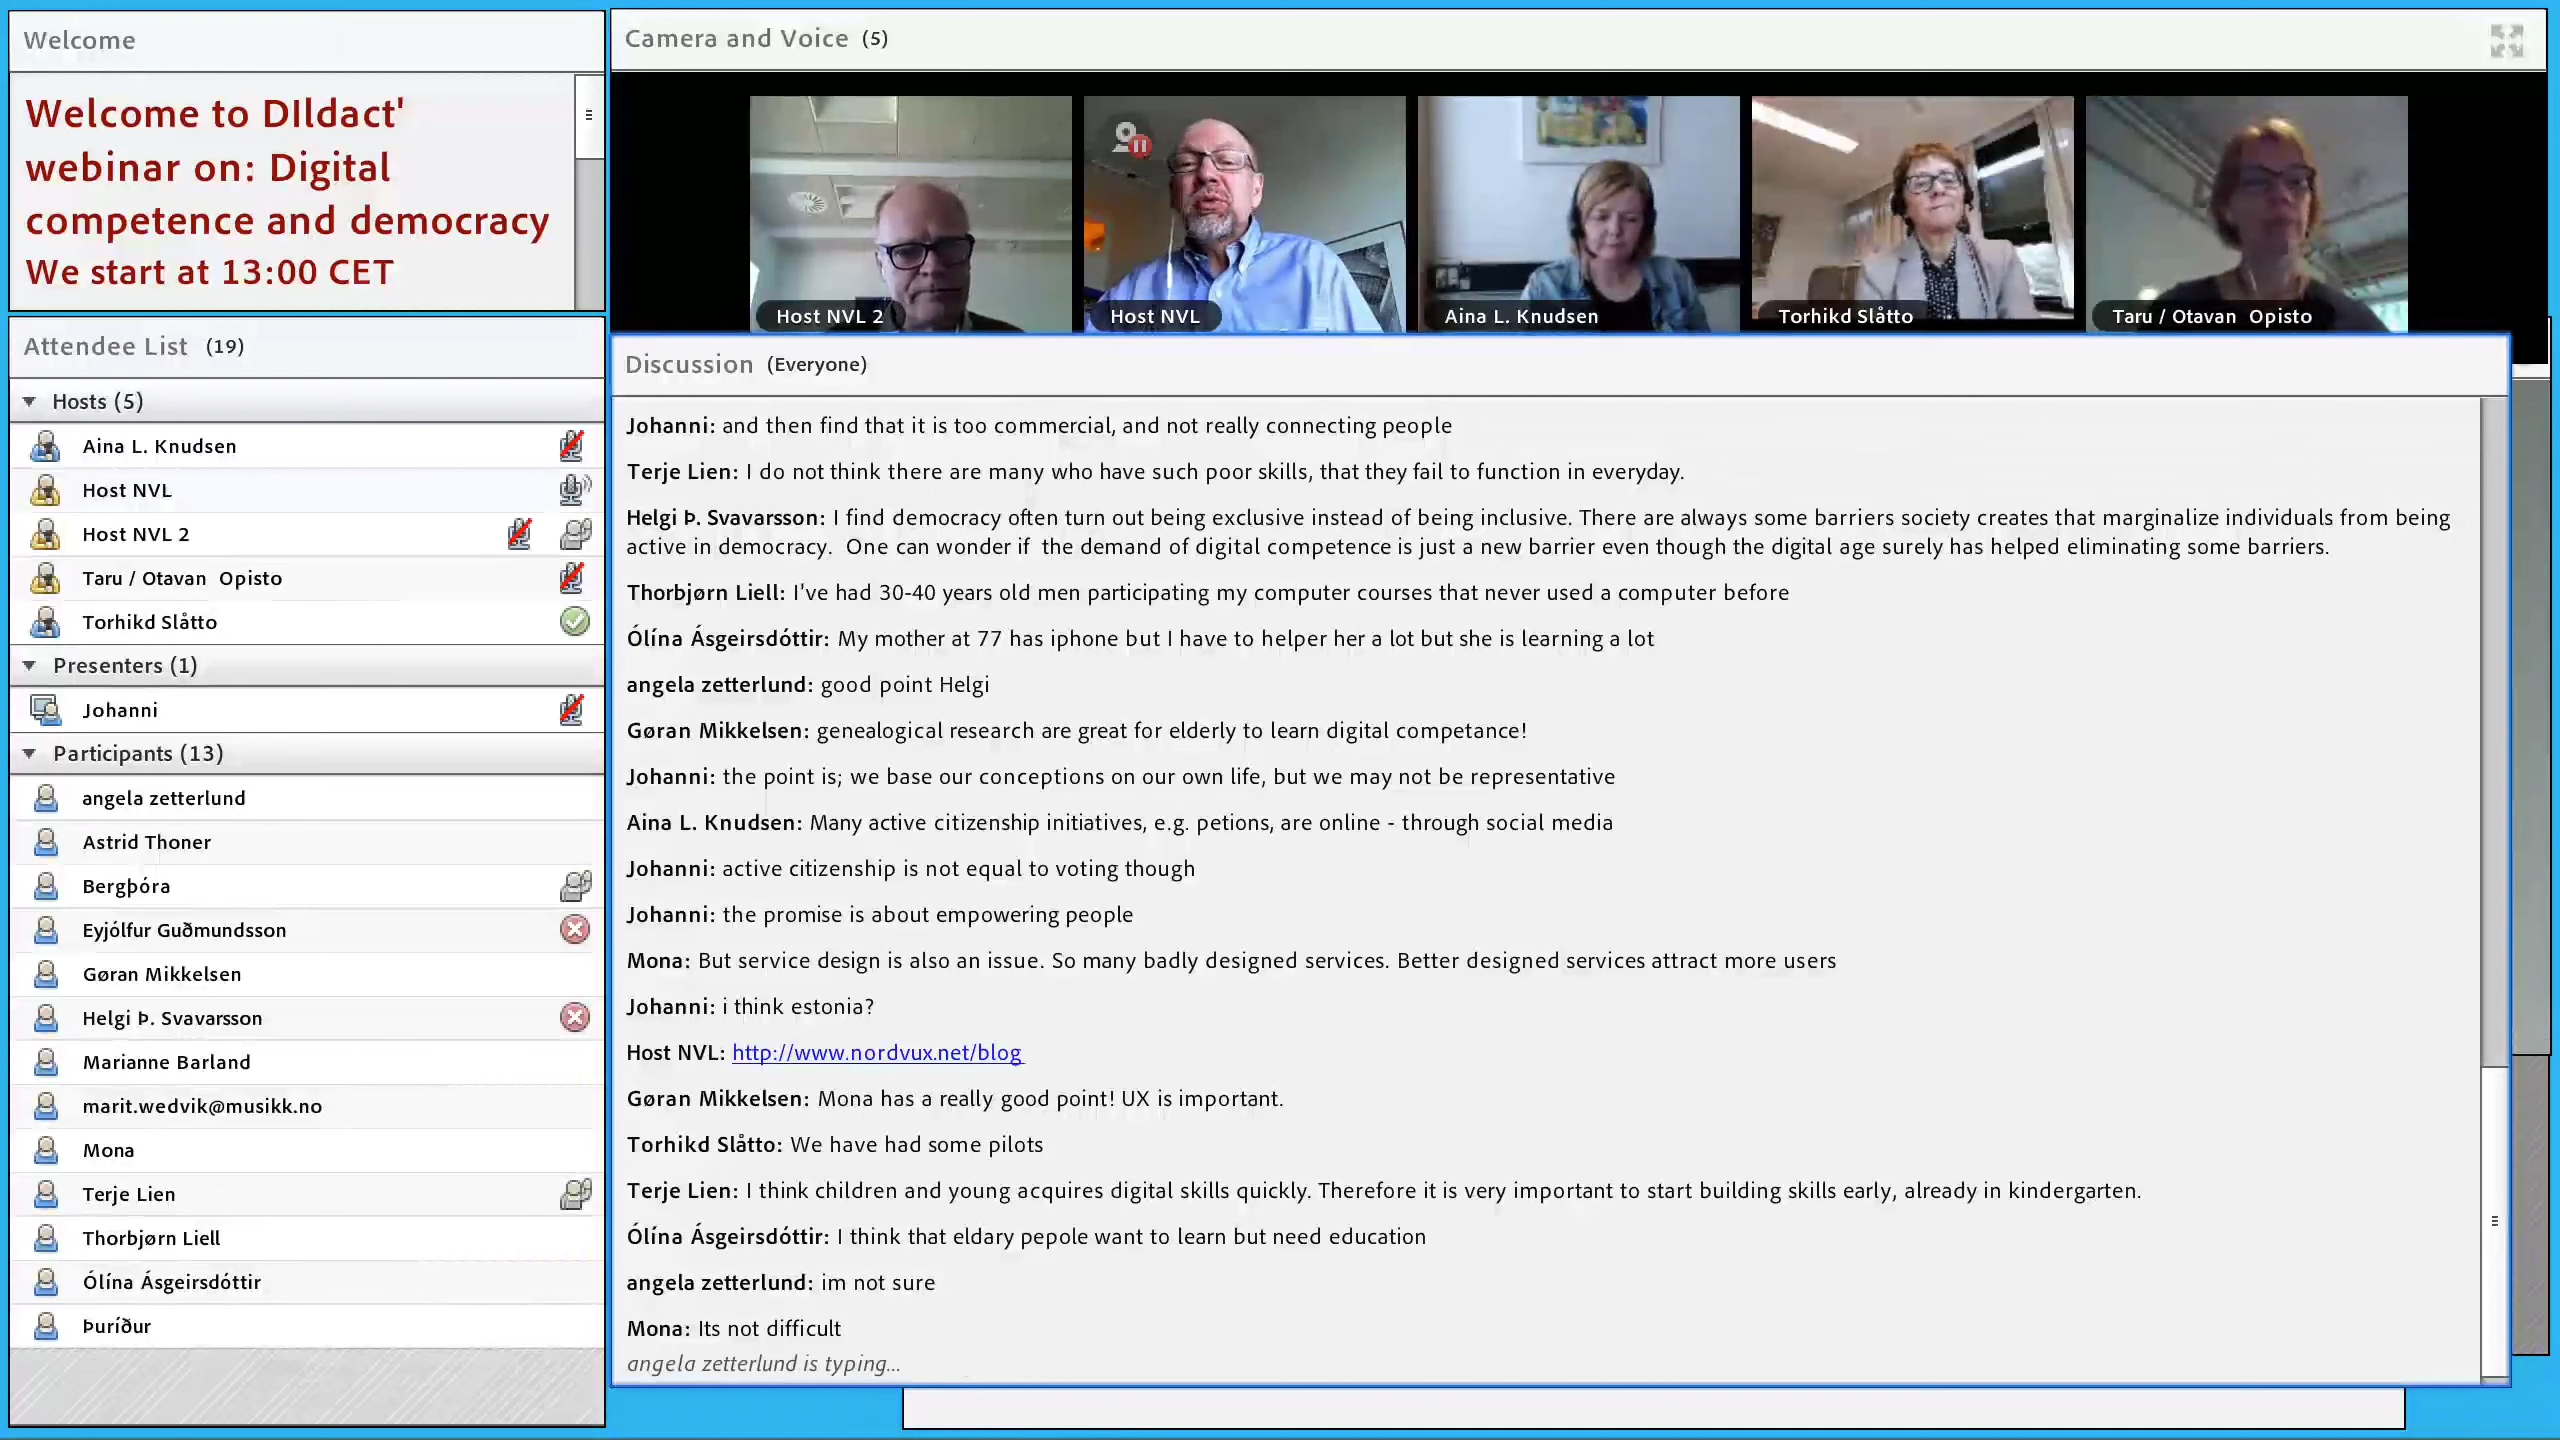 Welcome
Welcome to DIldact'
webinar on: Digital
competence and democracy
We start at 13:00 CET
Attendee List (19)
Hosts (5)
Aina L. Knudsen
Host NVL
Host NVL 2
Taru / Otavan Opisto
Torhikd Slåtto
Presenters (1)
Johanni
Participants (13)
angela zetterlund
Astrid Thoner
Bergþóra
Eyjólfur Guðmundsson
Gøran Mikkelsen
Helgi Þ. Svavarsson
Marianne Barland
marit.wedvik@musikk.no
Mona
Terje Lien
Thorbjørn Liell
Ólína Ásgeirsdóttir
Þuríður
Camera and Voice (5)
Host NVL 2
Host NVL
Aina L. Knudsen
Torhikd Slåtto
Taru / Otavan Opisto
Discussion (Everyone)
Johanni: and then find that it is too commercial, and not really connecting people
Terje Lien: I do not think there are many who have such poor skills, that they fail to function in everyday.
Helgi Þ. Svavarsson: I find democracy often turn out being exclusive instead of being inclusive. There are always some barriers society creates that marginalize individuals from being
active in democracy. One can wonder if the demand of digital competence is just a new barrier even though the digital age surely has helped eliminating some barriers.
Thorbjørn Liell: I've had 30-40 years old men participating my computer courses that never used a computer before
Ólína Ásgeirsdóttir: My mother at 77 has iphone but I have to helper her a lot but she is learning a lot
angela zetterlund: good point Helgi
Gøran Mikkelsen: genealogical research are great for elderly to learn digital competance!
Johanni: the point is; we base our conceptions on our own life, but we may not be representative
Aina L. Knudsen: Many active citizenship initiatives, e.g. petions, are online - through social media
Johanni: active citizenship is not equal to voting though
Johanni: the promise is about empowering people
Mona: But service design is also an issue. So many badly designed services. Better designed services attract more users
Johanni: i think estonia?
Host NVL: http://www.nordvux.net/blog
Gøran Mikkelsen: Mona has a really good point! UX is important.
Torhikd Slåtto: We have had some pilots
Terje Lien: I think children and young acquires digital skills quickly. Therefore it is very important to start building skills early, already in kindergarten.
Ólína Ásgeirsdóttir: I think that eldary pepole want to learn but need education
angela zetterlund: im not sure
Mona: Its not difficult
angela zetterlund is typing...